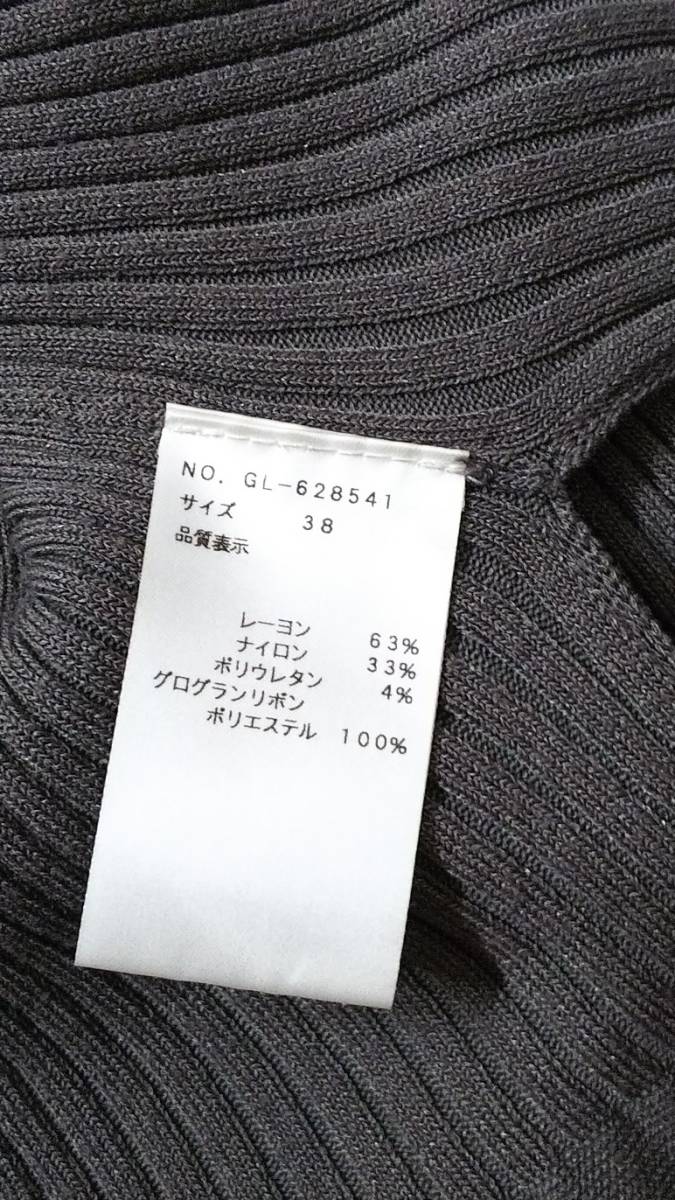 NO. GL-628541
サイズ 38
品質表示
レーヨン 63%
ナイロン 33%
ポリウレタン 4%
グログランリボン
ポリエステル 100%